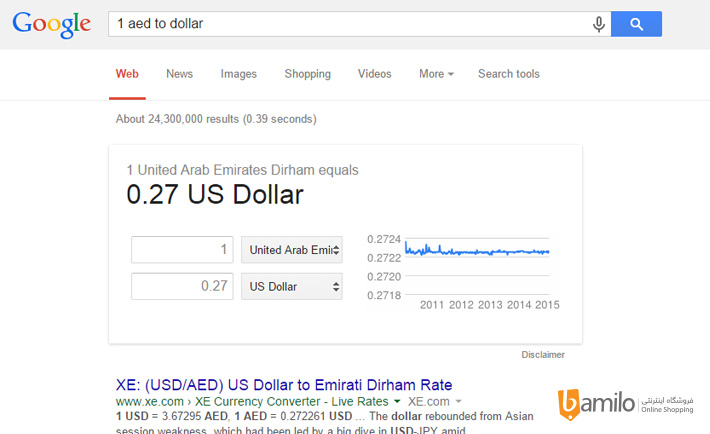 Google
1 aed to dollar
Web News Images Shopping Videos More Search tools
About 24,300,000 results (0.39 seconds)
1 United Arab Emirates Dirham equals
0.27 US Dollar
1 United Arab Emir
0.27 US Dollar
0.2724
0.2722
0.2720
0.2718
2011 2012 2013 2014 2015
Disclaimer
XE: (USD/AED) US Dollar to Emirati Dirham Rate
www.xe.com › XE Currency Converter - Live Rates XE.com
1 USD = 3.67295 AED, 1 AED = 0.272261 USD ... The dollar rebounded from Asian
session weakness, which had been led by a big dive in USD-JPY amid
bamilo
فروشگاه اینترنتی
Online Shopping